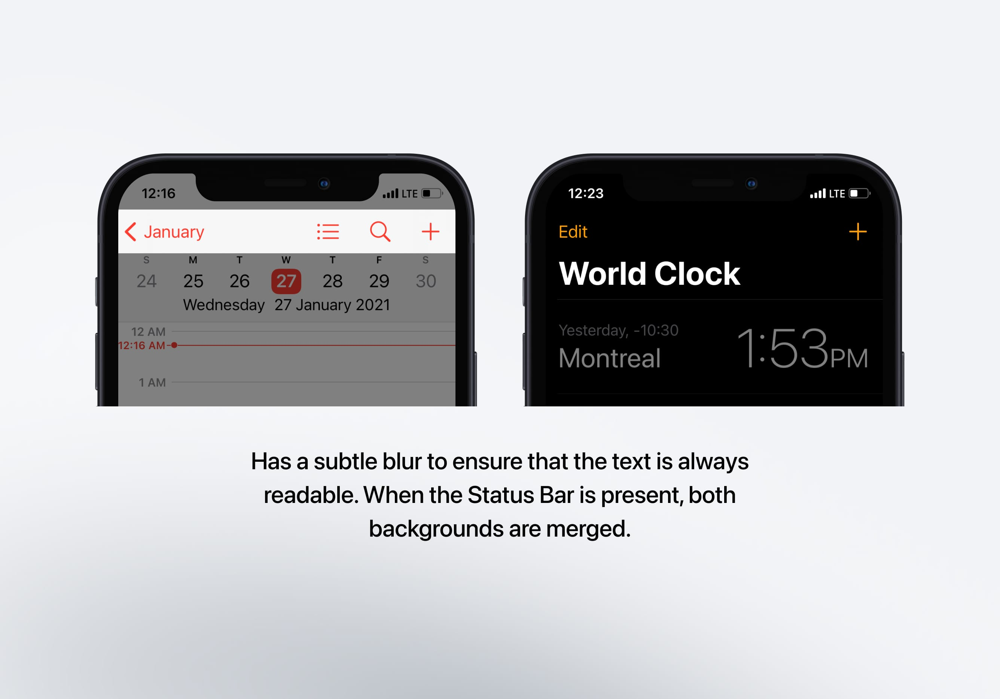 12:16
LTE
January
S M T W T F S
24 25 26 27 28 29 30
Wednesday 27 January 2021
12 AM
12:16 AM
1 AM
12:23
LTE
Edit
World Clock
Yesterday, -10:30
Montreal
1:53PM
Has a subtle blur to ensure that the text is always
readable. When the Status Bar is present, both
backgrounds are merged.